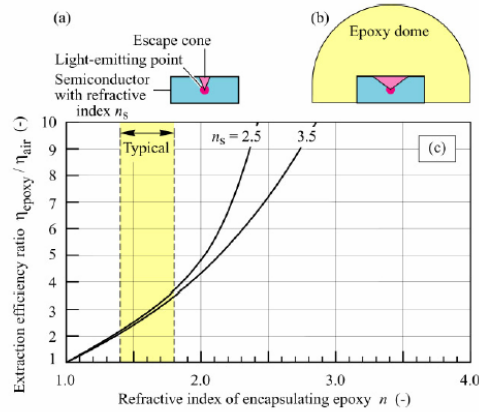 (a)
(b)
Escape cone
Light-emitting point
Semiconductor
with refractive
index ns
Epoxy dome
Extraction efficiency ratio ηepoxy / ηair (-)
10
9
8
7
6
5
4
3
2
1
Typical
ns = 2.5
3.5
(c)
1.0
2.0
3.0
4.0
Refractive index of encapsulating epoxy n (-)